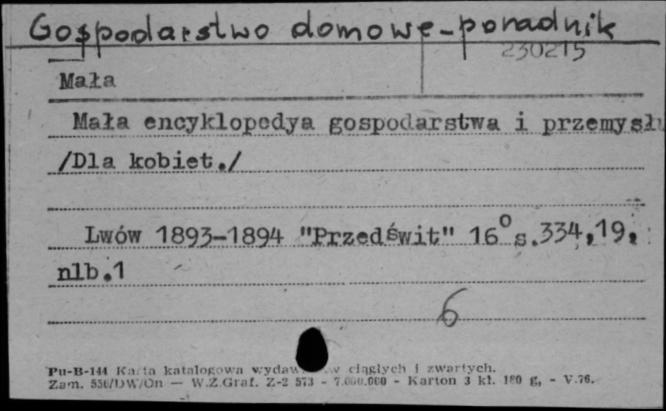 Gospodarstwo domowe - poradnik
230215
Mała
Mała encyklopedya gospodarstwa i przemysłu
/Dla kobiet./
Lwów 1893-1894 "Przedświt" 16° s.334,19,
nlb.1
6
Pu-B-144 Karta katalogowa wydaw ciągłych i zwartych.
Zam. 556/DW/On — W.Z.Graf. Z-2 573 - 7.000.000 - Karton 3 kl. 180 g, - V.76.